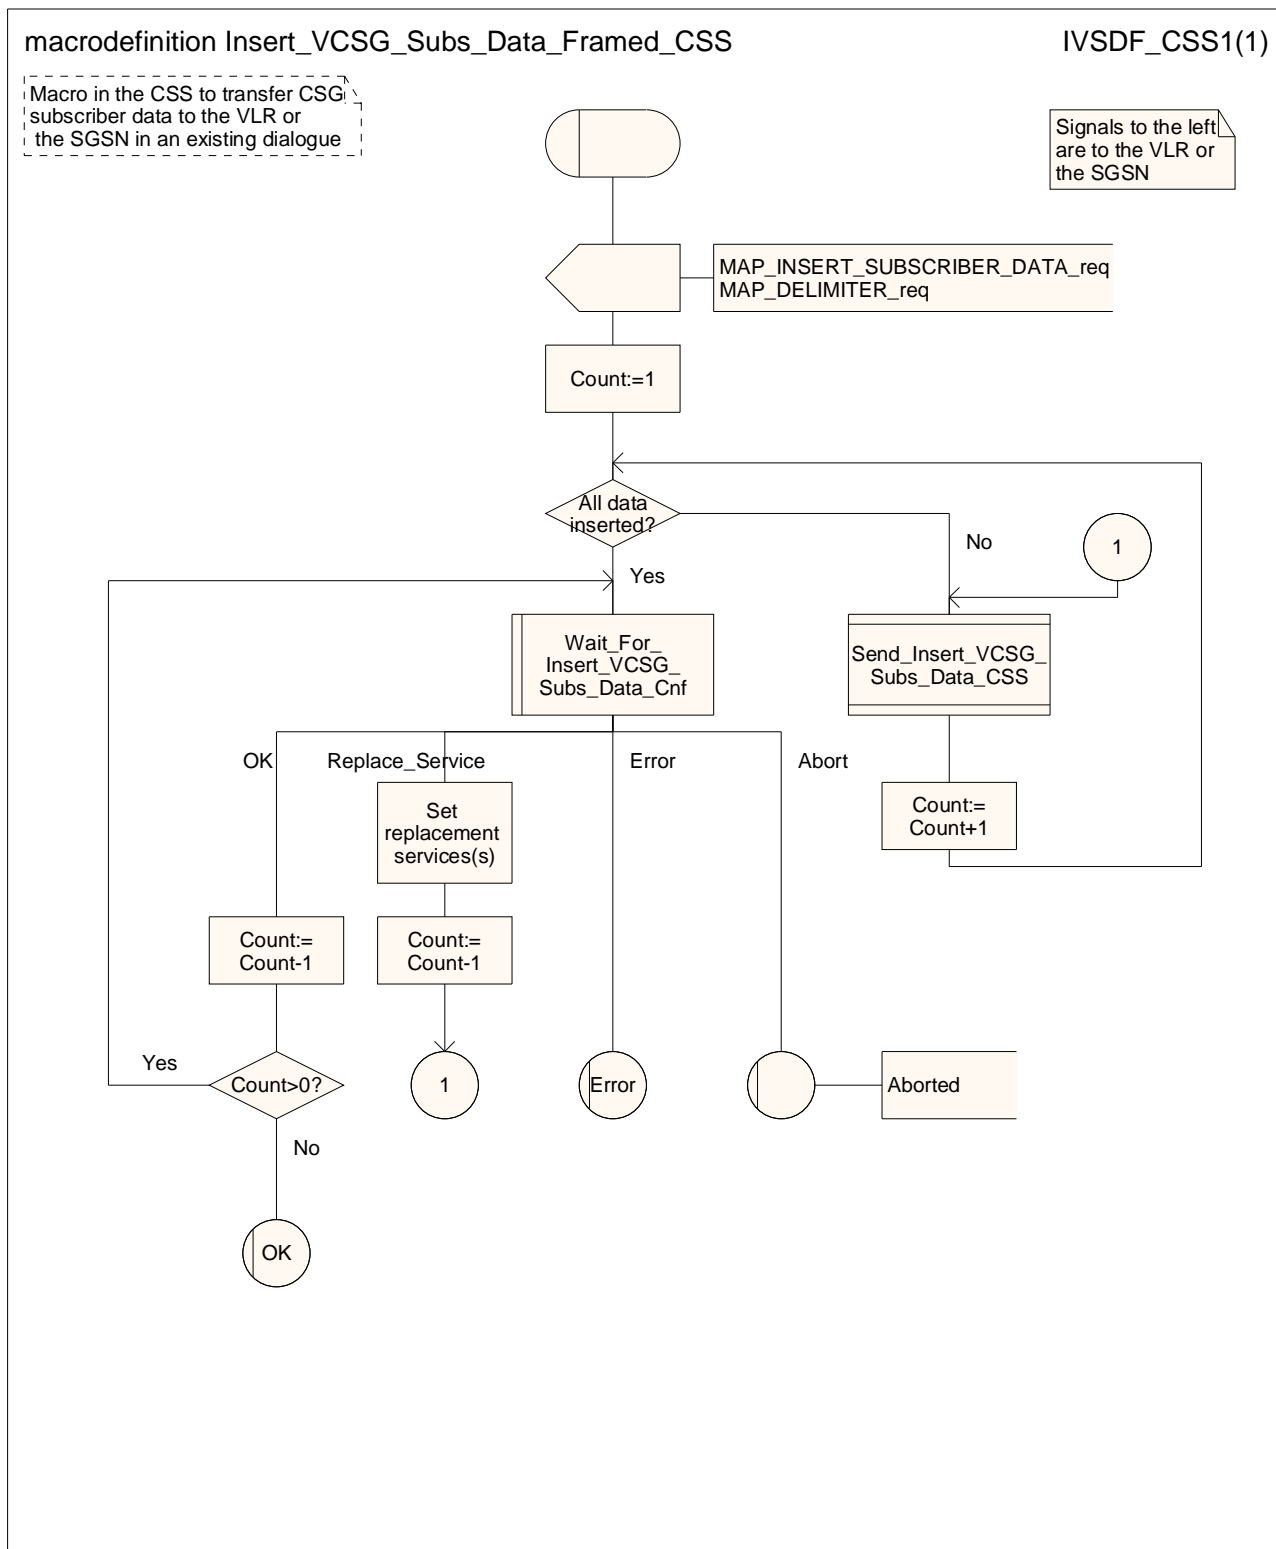 macrodefinition Insert_VCSG_Subs_Data_Framed_CSS
IVSDF_CSS1(1)
Macro in the CSS to transfer CSG
subscriber data to the VLR or
the SGSN in an existing dialogue
Signals to the left
are to the VLR or
the SGSN
MAP_INSERT_SUBSCRIBER_DATA_req
MAP_DELIMITER_req
Count:=1
All data
inserted?
No
1
Yes
Wait_For_
Insert_VCSG_
Subs_Data_Cnf
Send_Insert_VCSG_
Subs_Data_CSS
OK
Replace_Service
Error
Abort
Set
replacement
services(s)
Count:=
Count+1
Count:=
Count-1
Count:=
Count-1
Yes
Count>0?
1
Error
Aborted
No
OK